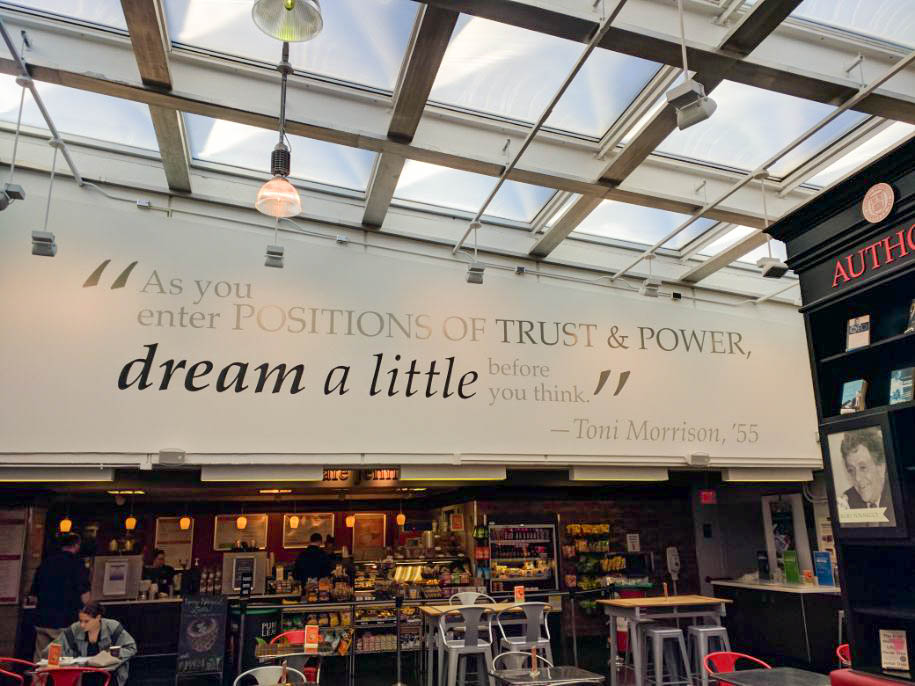 “As you
enter POSITIONS OF TRUST & POWER,
dream a little before
you think.”
—Toni Morrison, ’55
AUTHO